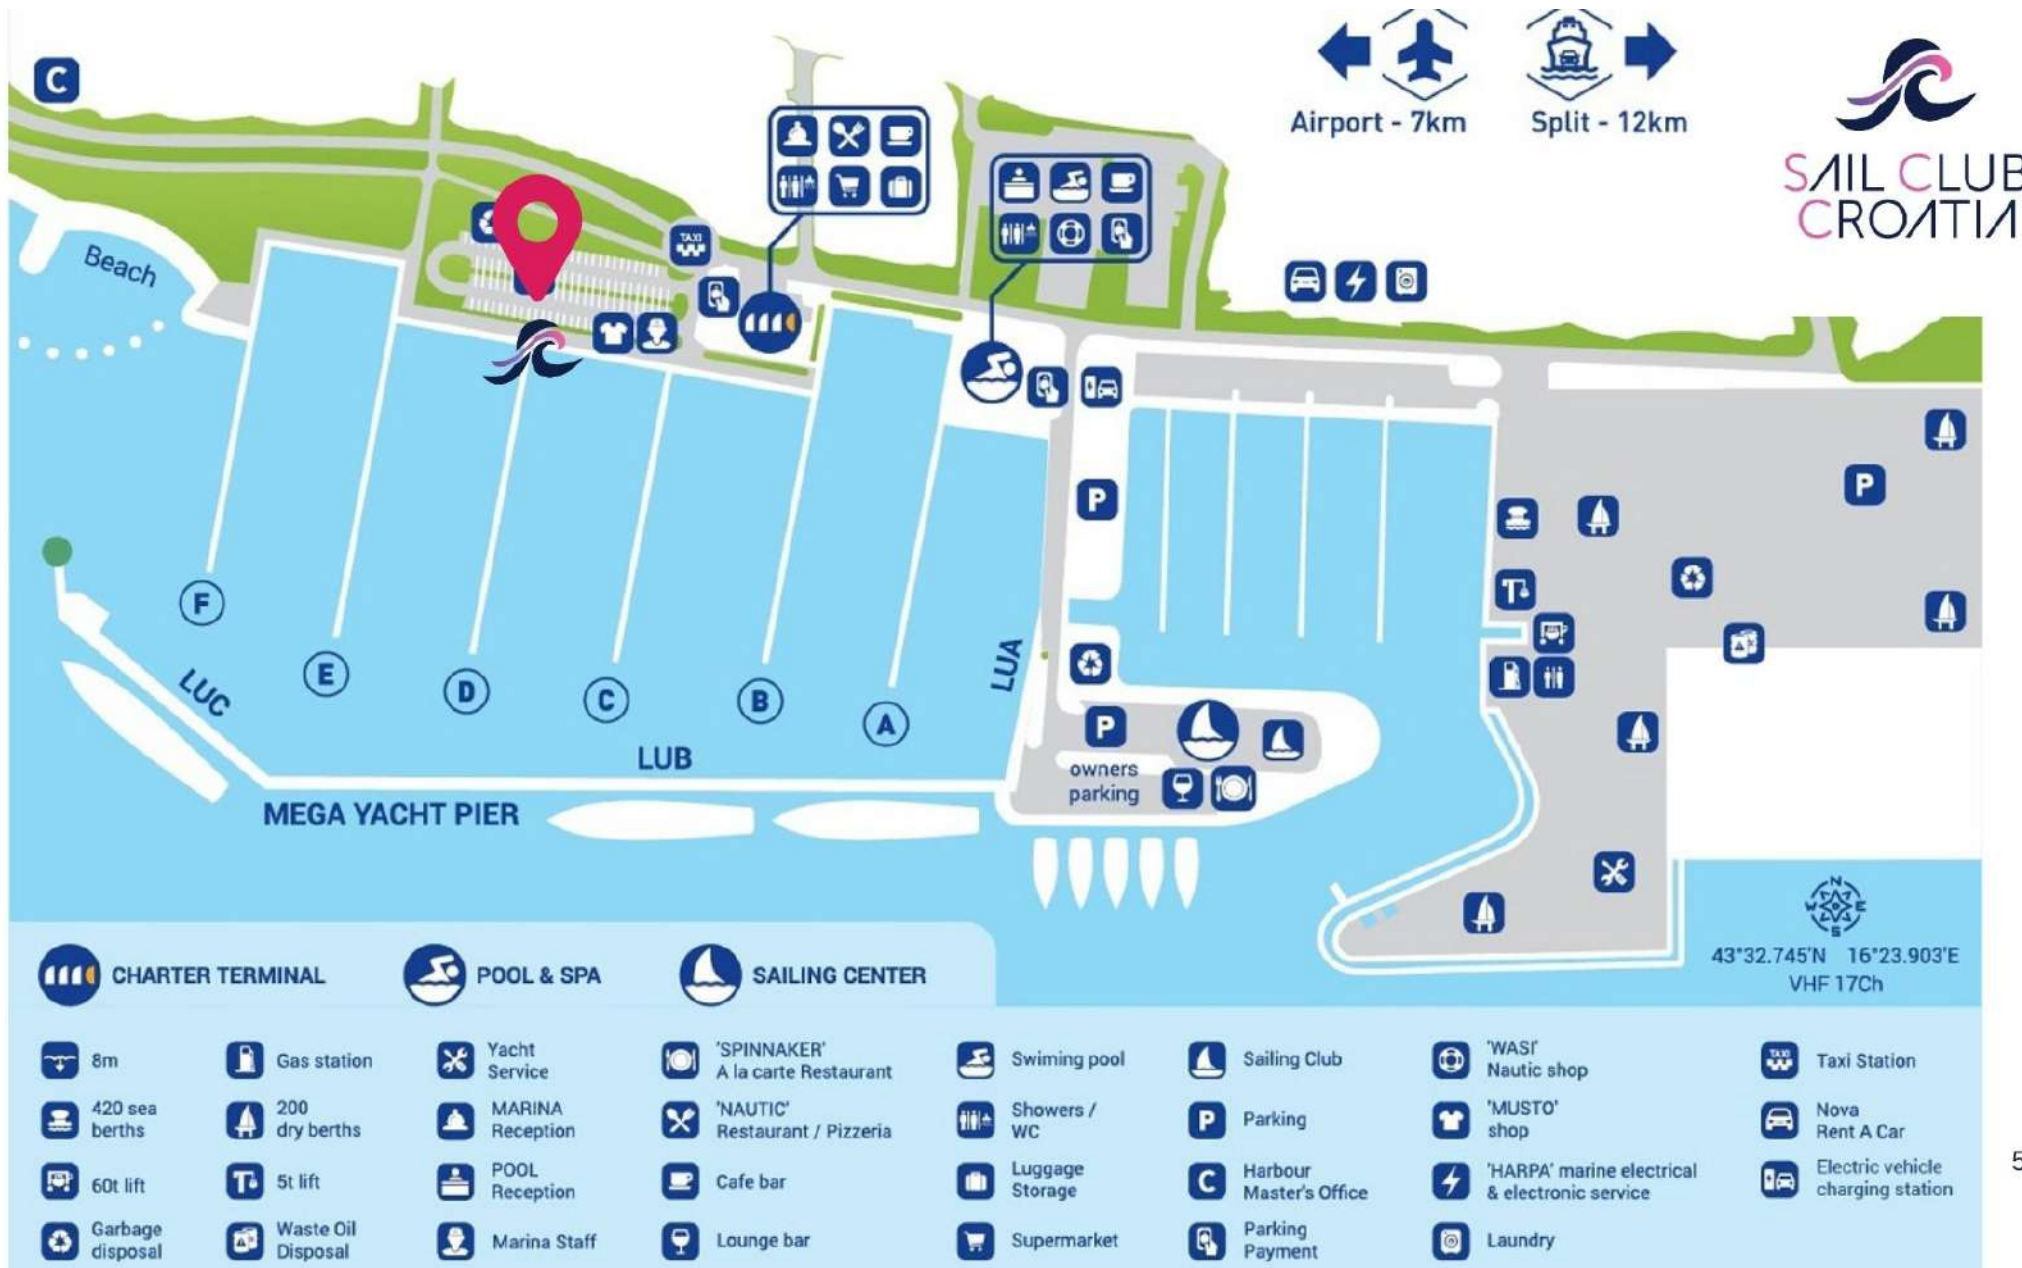 C
Airport - 7km
Split - 12km
SAIL CLUB
CROATIA
Beach
TAXI
P
F
E
D
C
B
A
LUC
LUB
LUA
MEGA YACHT PIER
P
owners
parking
P
43°32.745'N 16°23.903'E
VHF 17Ch
N
W E
S
CHARTER TERMINAL
POOL & SPA
SAILING CENTER
8m
420 sea
berths
60t lift
Garbage
disposal
Gas station
200
dry berths
5t lift
Waste Oil
Disposal
Yacht
Service
MARINA
Reception
POOL
Reception
Marina Staff
'SPINNAKER'
A la carte Restaurant
'NAUTIC'
Restaurant / Pizzeria
Cafe bar
Lounge bar
Swiming pool
Showers /
WC
Luggage
Storage
Supermarket
Sailing Club
P
Parking
C
Harbour
Master's Office
Parking
Payment
'WASI'
Nautic shop
'MUSTO'
shop
'HARPA' marine electrical
& electronic service
Laundry
TAXI
Taxi Station
Nova
Rent A Car
Electric vehicle
charging station
5